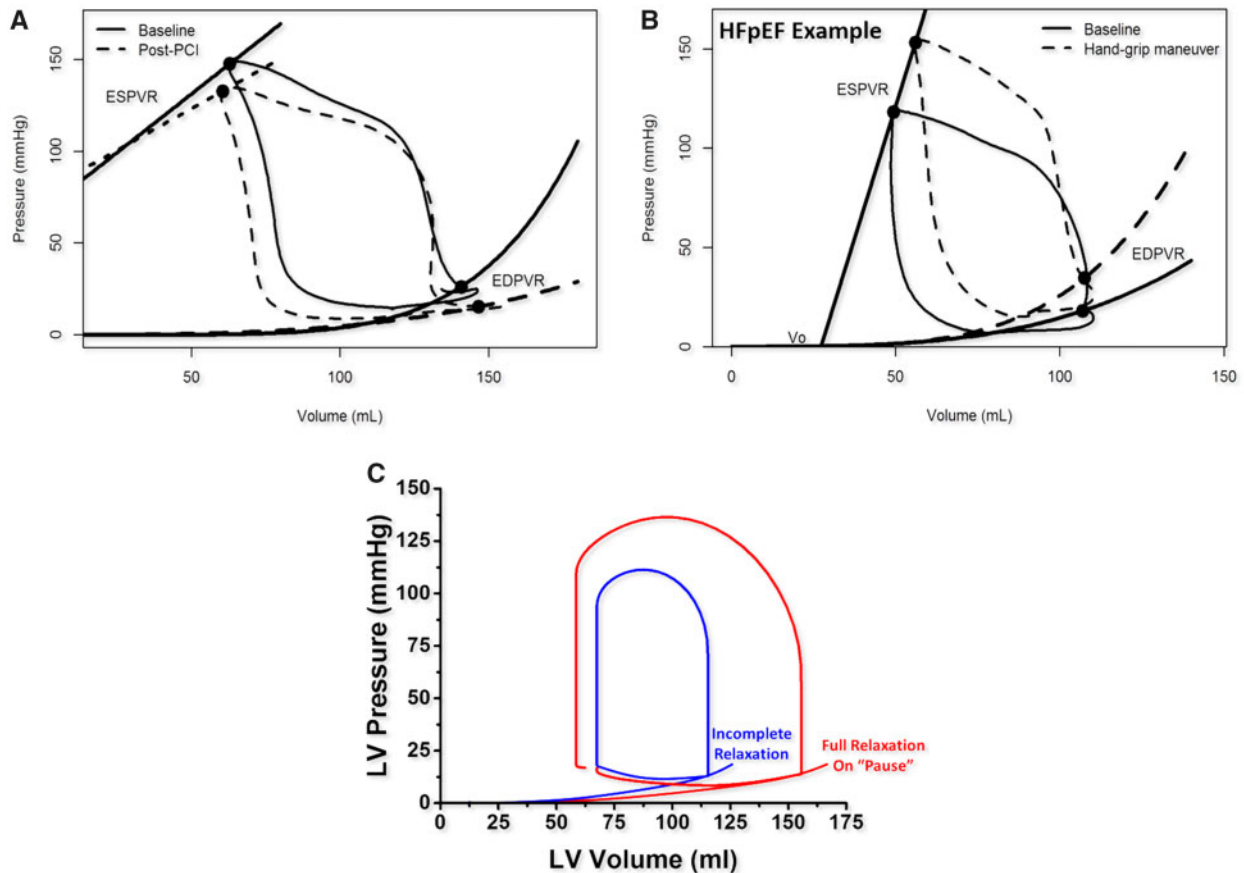 A
Baseline
Post-PCI
ESPVR
EDPVR
Pressure (mmHg)
150
100
50
0
50
100
150
Volume (mL)
B
HFpEF Example
Baseline
Hand-grip maneuver
ESPVR
EDPVR
Vo
Pressure (mmHg)
150
100
50
0
0
50
100
150
Volume (mL)
C
LV Pressure (mmHg)
150
125
100
75
50
25
0
Incomplete
Relaxation
Full Relaxation
On "Pause"
0
25
50
75
100
125
150
175
LV Volume (ml)